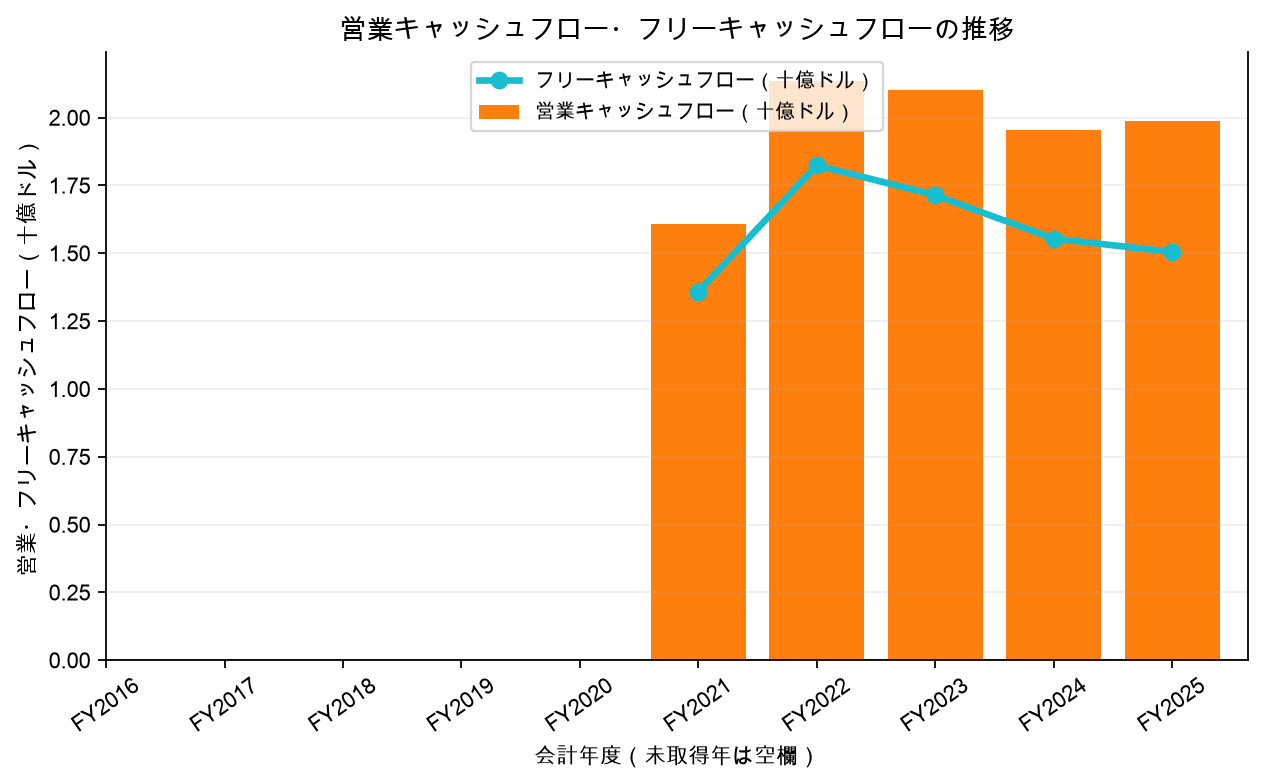 営業キャッシュフロー・フリーキャッシュフローの推移
フリーキャッシュフロー（十億ドル）
営業キャッシュフロー（十億ドル）
営業・フリーキャッシュフロー（十億ドル）
2.00
1.75
1.50
1.25
1.00
0.75
0.50
0.25
0.00
FY2016
FY2017
FY2018
FY2019
FY2020
FY2021
FY2022
FY2023
FY2024
FY2025
会計年度（未取得年は空欄）